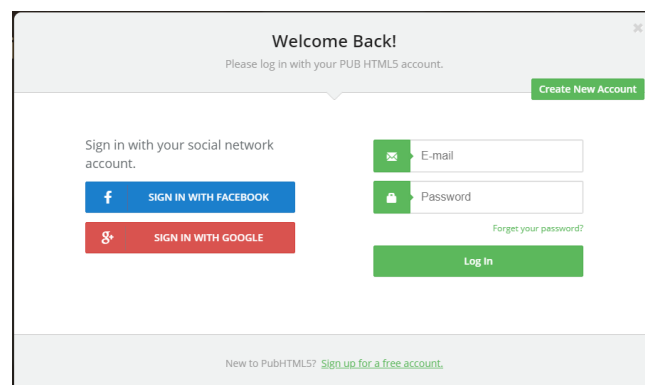 Welcome Back!
Please log in with your PUB HTML5 account.
Create New Account
Sign in with your social network
account.
SIGN IN WITH FACEBOOK
SIGN IN WITH GOOGLE
E-mail
Password
Forget your password?
Log In
New to PubHTML5? Sign up for a free account.